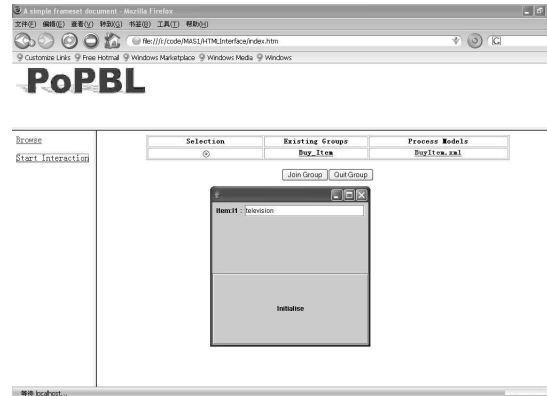 A simple frameset document - Mozilla Firefox
文件(F) 编辑(E) 查看(V) 转到(G) 书签(B) 工具(T) 帮助(H)
file:///r/code/MAS1/HTMLInterface/index.htm
Customize Links Free Hotmail Windows Marketplace Windows Media Windows
PoPBL
Browse
Start Interaction
Selection Existing Groups Process Models
Buy_Item BuyItem.xml
Join Group Quit Group
Item:I1 : television
Initialise
等待 localhost...